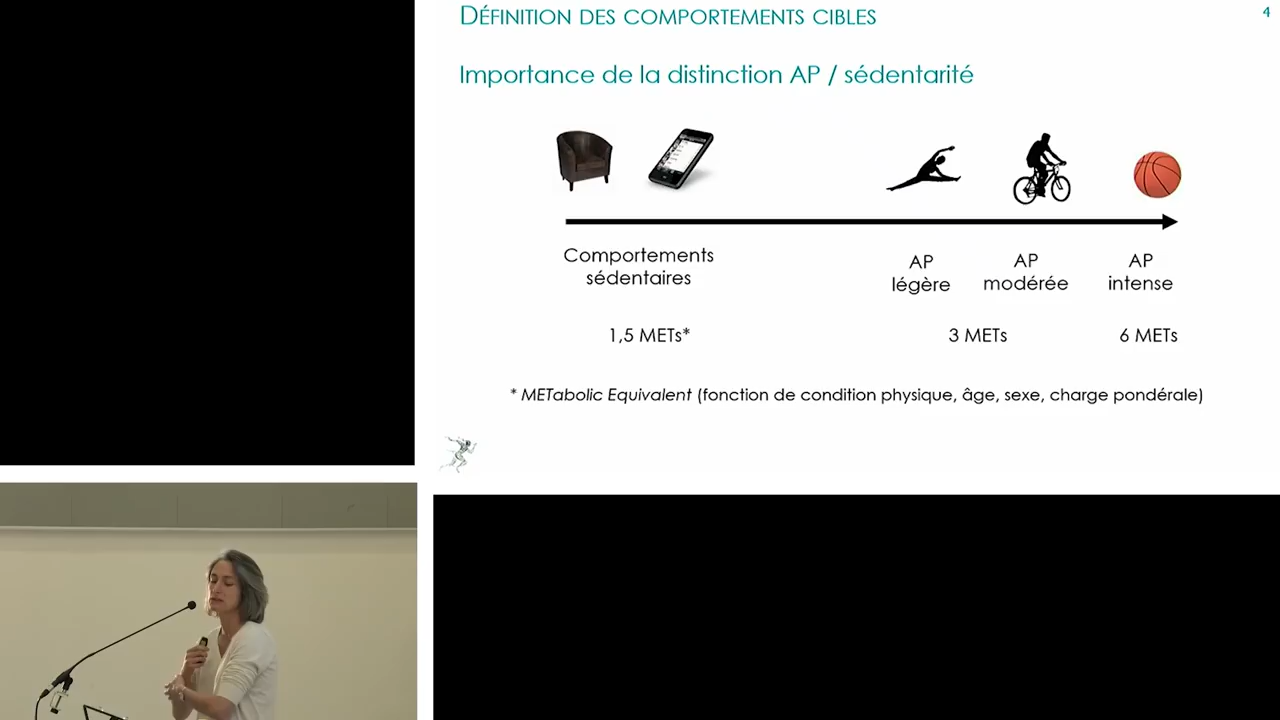 DÉFINITION DES COMPORTEMENTS CIBLES
4
Importance de la distinction AP / sédentarité
Comportements
sédentaires
AP
légère
AP
modérée
AP
intense
1,5 METs*
3 METs
6 METs
* METabolic Equivalent (fonction de condition physique, âge, sexe, charge pondérale)